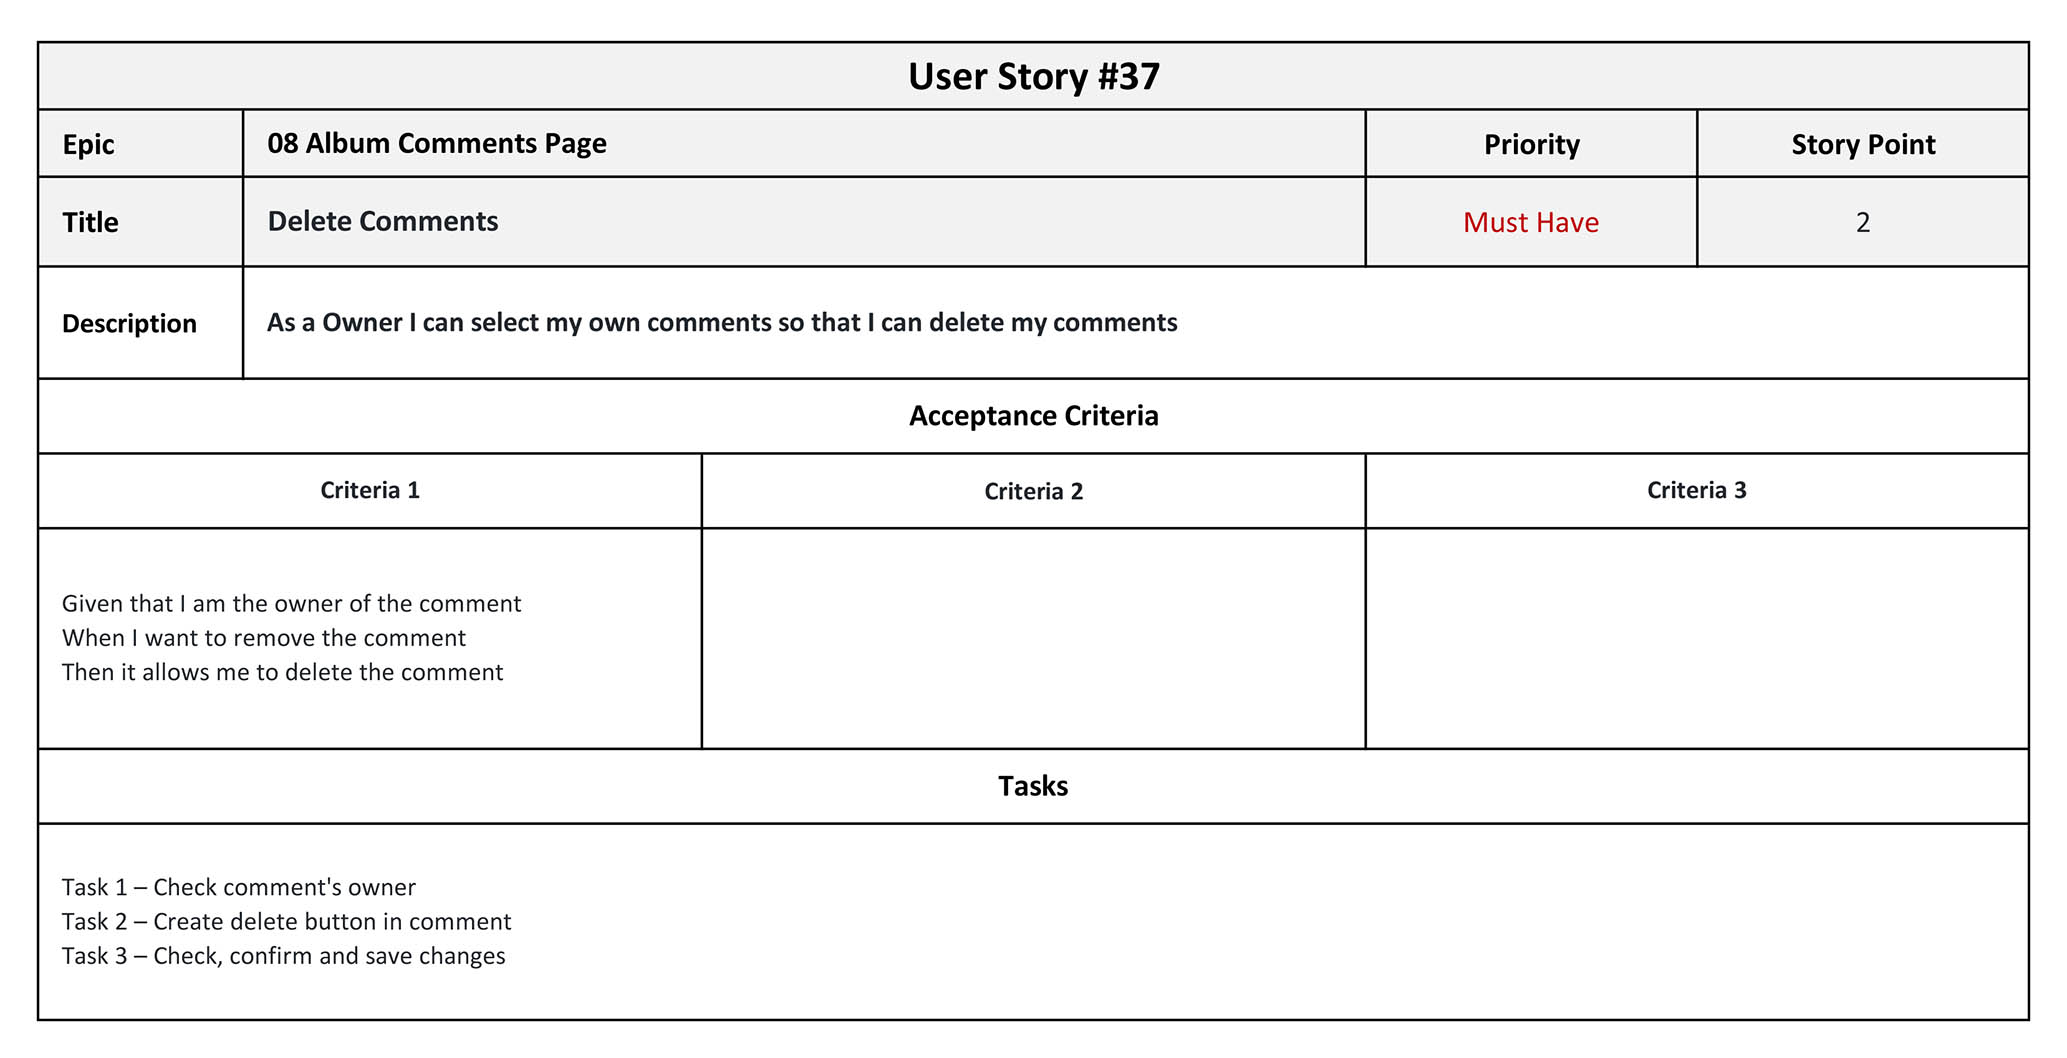 User Story #37
Epic
08 Album Comments Page
Priority
Story Point
Title
Delete Comments
Must Have
2
Description
As a Owner I can select my own comments so that I can delete my comments
Acceptance Criteria
Criteria 1
Criteria 2
Criteria 3
Given that I am the owner of the comment
When I want to remove the comment
Then it allows me to delete the comment
Tasks
Task 1 – Check comment's owner
Task 2 – Create delete button in comment
Task 3 – Check, confirm and save changes